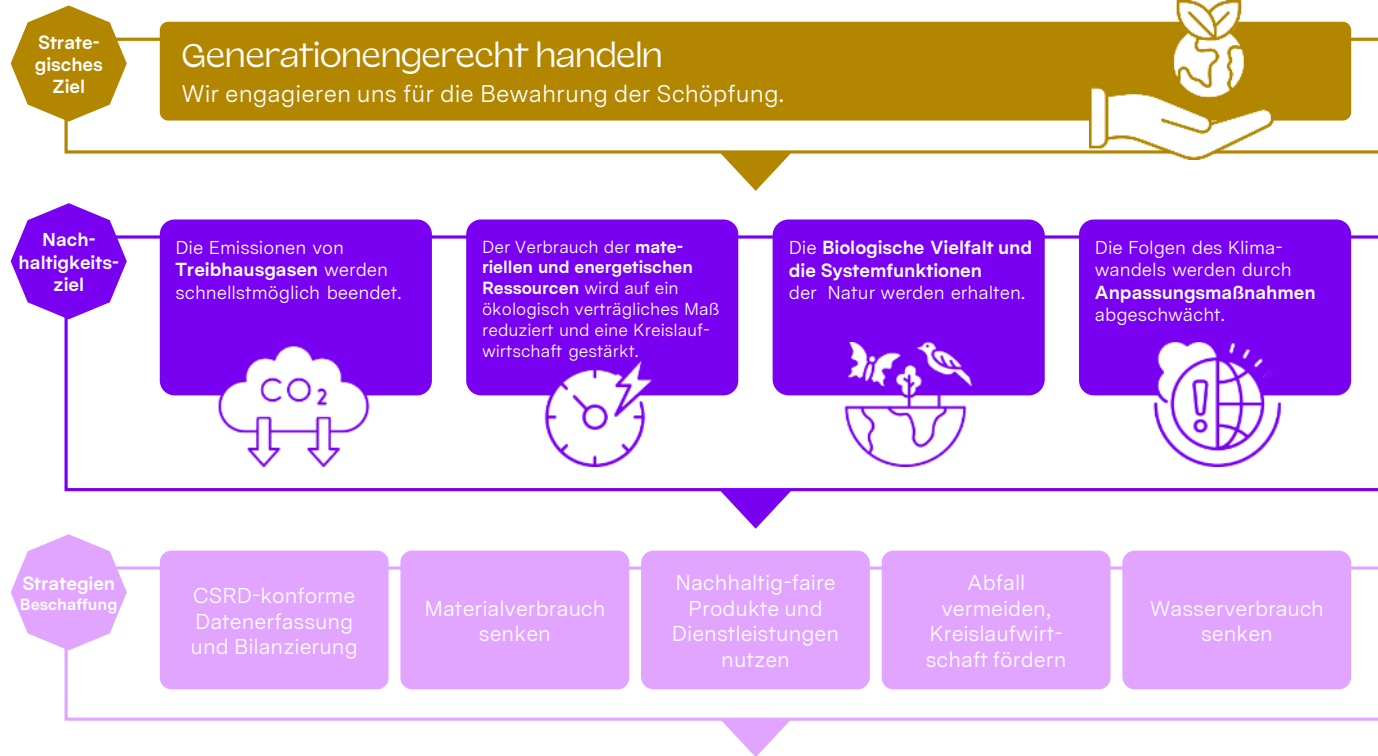 Strate-
gisches
Ziel
Generationengerecht handeln
Wir engagieren uns für die Bewahrung der Schöpfung.
Nach-
haltigkeits-
ziel
Die Emissionen von
Treibhausgasen werden
schnellstmöglich beendet.
CO2
Der Verbrauch der mate-
riellen und energetischen
Ressourcen wird auf ein
ökologisch verträgliches Maß
reduziert und eine Kreislauf-
wirtschaft gestärkt.
Die Biologische Vielfalt und
die Systemfunktionen
der Natur werden erhalten.
Die Folgen des Klima-
wandels werden durch
Anpassungsmaßnahmen
abgeschwächt.
!
Strategien
Beschaffung
CSRD-konforme
Datenerfassung
und Bilanzierung
Materialverbrauch
senken
Nachhaltig-faire
Produkte und
Dienstleistungen
nutzen
Abfall
vermeiden,
Kreislaufwirt-
schaft fördern
Wasserverbrauch
senken